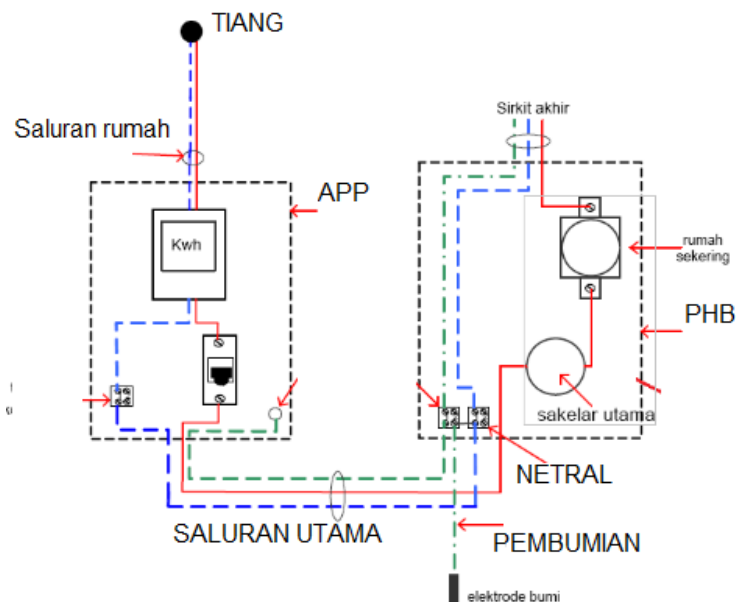 TIANG
Saluran rumah
APP
Kwh
Sirkit akhir
rumah
sekering
PHB
sakelar utama
NETRAL
SALURAN UTAMA
PEMBUMIAN
elektrode bumi